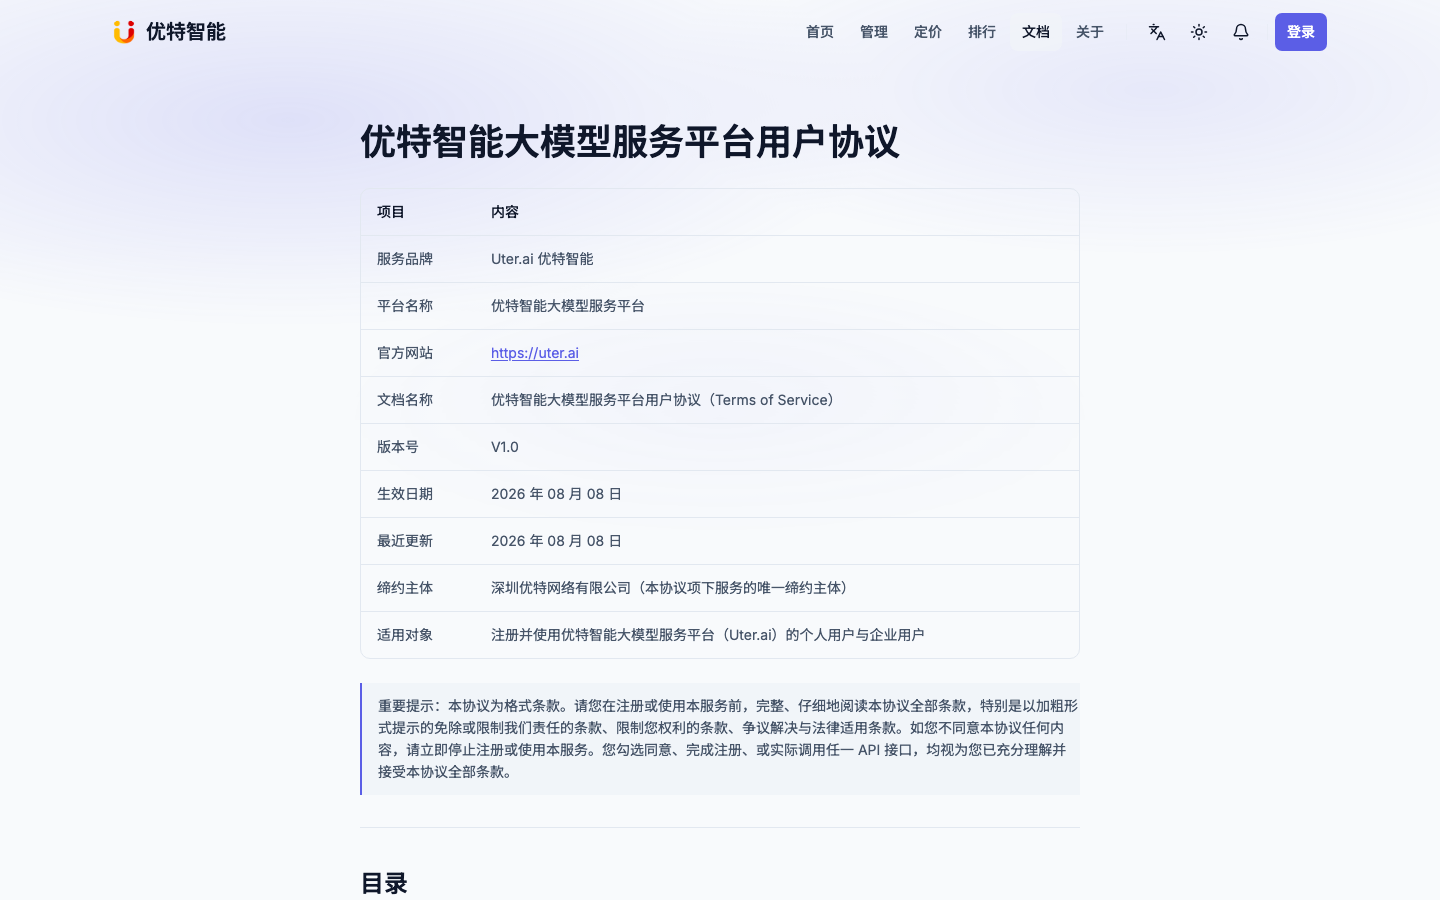 优特智能
首页 管理 定价 排行 文档 关于 登录
优特智能大模型服务平台用户协议
项目 内容
服务品牌 Uter.ai 优特智能
平台名称 优特智能大模型服务平台
官方网站 https://uter.ai
文档名称 优特智能大模型服务平台用户协议（Terms of Service）
版本号 V1.0
生效日期 2026 年 08 月 08 日
最近更新 2026 年 08 月 08 日
缔约主体 深圳优特网络有限公司（本协议项下服务的唯一缔约主体）
适用对象 注册并使用优特智能大模型服务平台（Uter.ai）的个人用户与企业用户
重要提示：本协议为格式条款。请您在注册或使用本服务前，完整、仔细地阅读本协议全部条款，特别是以加粗形
式提示的免除或限制我们责任的条款、限制您权利的条款、争议解决与法律适用条款。如您不同意本协议任何内
容，请立即停止注册或使用本服务。您勾选同意、完成注册、或实际调用任一 API 接口，均视为您已充分理解并
接受本协议全部条款。
目录